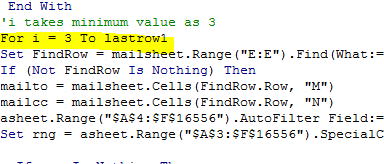 End With
'i takes minimum value as 3
For i = 3 To lastrow1
Set FindRow = mailsheet.Range("E:E").Find(What:=
If (Not FindRow Is Nothing) Then
mailto = mailsheet.Cells(FindRow.Row, "M")
mailcc = mailsheet.Cells(FindRow.Row, "N")
asheet.Range("$A$4:$F$16556").AutoFilter Field:=
Set rng = asheet.Range("$A$3:$F$16556").SpecialC